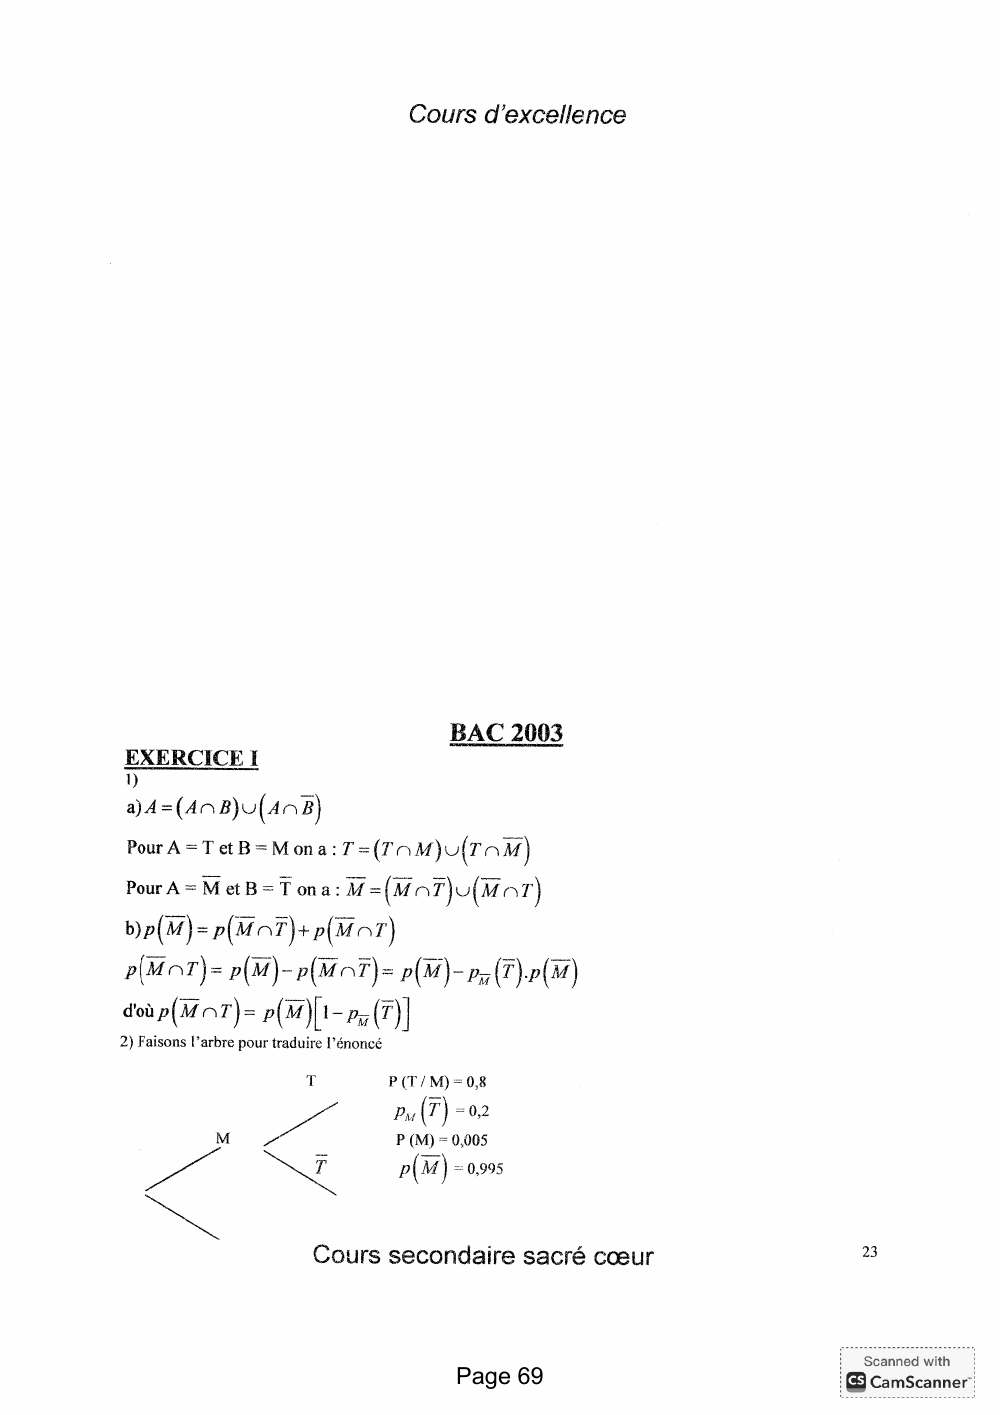 Cours d'excellence
BAC 2003
EXERCICE I
1)
a) A = (A ∩ B) ∪ (A ∩ B̅)
Pour A = T et B = M on a : T = (T ∩ M) ∪ (T ∩ M̅)
Pour A = M̅ et B = T̅ on a : M̅ = (M̅ ∩ T̅) ∪ (M̅ ∩ T)
b) p(M̅) = p(M̅ ∩ T̅) + p(M̅ ∩ T)
p(M̅ ∩ T) = p(M̅) − p(M̅ ∩ T̅) = p(M̅) − p_M̅(T̅).p(M̅)
d'où p(M̅ ∩ T) = p(M̅)[1 − p_M̅(T̅)]
2) Faisons l'arbre pour traduire l'énoncé
T P (T / M) = 0,8
p_M(T̅) = 0,2
M P (M) = 0,005
T̅ p(M̅) = 0,995
Cours secondaire sacré cœur 23
Page 69
Scanned with
CS CamScanner